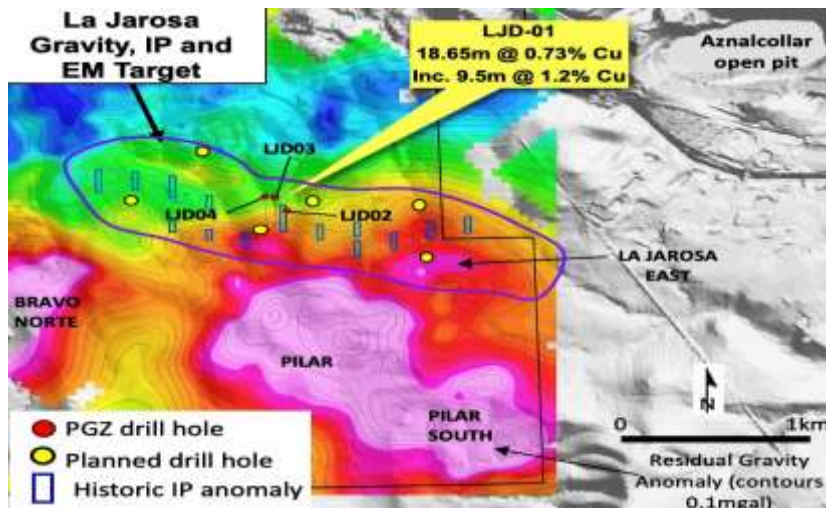 La Jarosa
Gravity, IP and
EM Target
LJD-01
18.65m @ 0.73% Cu
Inc. 9.5m @ 1.2% Cu
Aznalcollar
open pit
LJD03
LJD04
LJD02
LA JAROSA
EAST
BRAVO
NORTE
PILAR
PILAR
SOUTH
N
0 1km
PGZ drill hole
Planned drill hole
Historic IP anomaly
Residual Gravity
Anomaly (contours
0.1mgal)